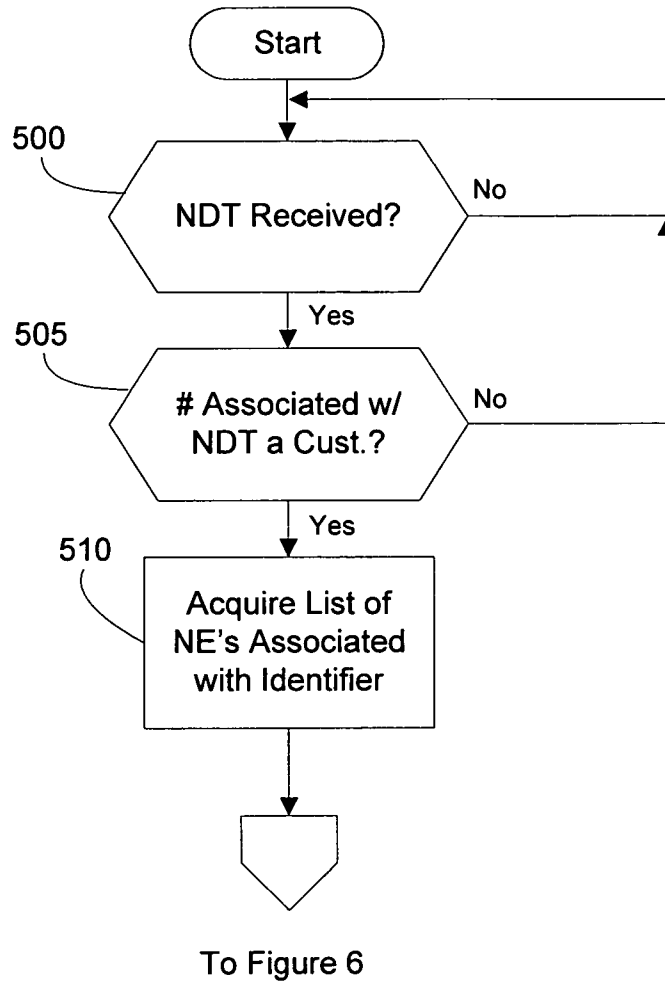 Start
500
NDT Received?
No
Yes
505
# Associated w/
NDT a Cust.?
No
Yes
510
Acquire List of
NE's Associated
with Identifier
To Figure 6